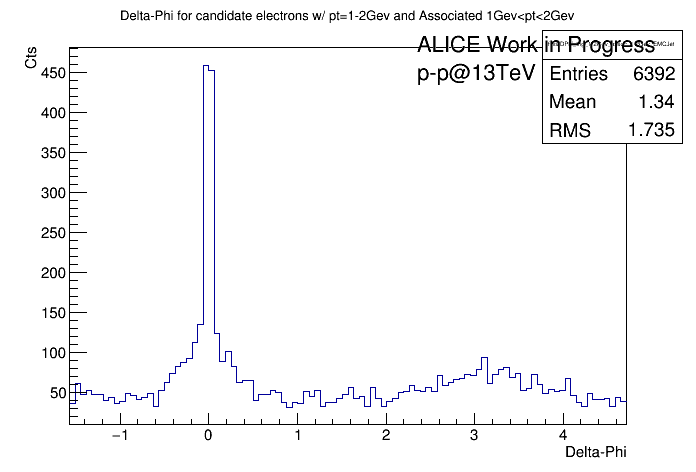 Delta-Phi for candidate electrons w/ pt=1-2Gev and Associated 1Gev<pt<2Gev
Cts
ALICE Work in Progress
p-p@13TeV
Entries 6392
Mean 1.34
RMS 1.735
450
400
350
300
250
200
150
100
50
−1 0 1 2 3 4
Delta-Phi